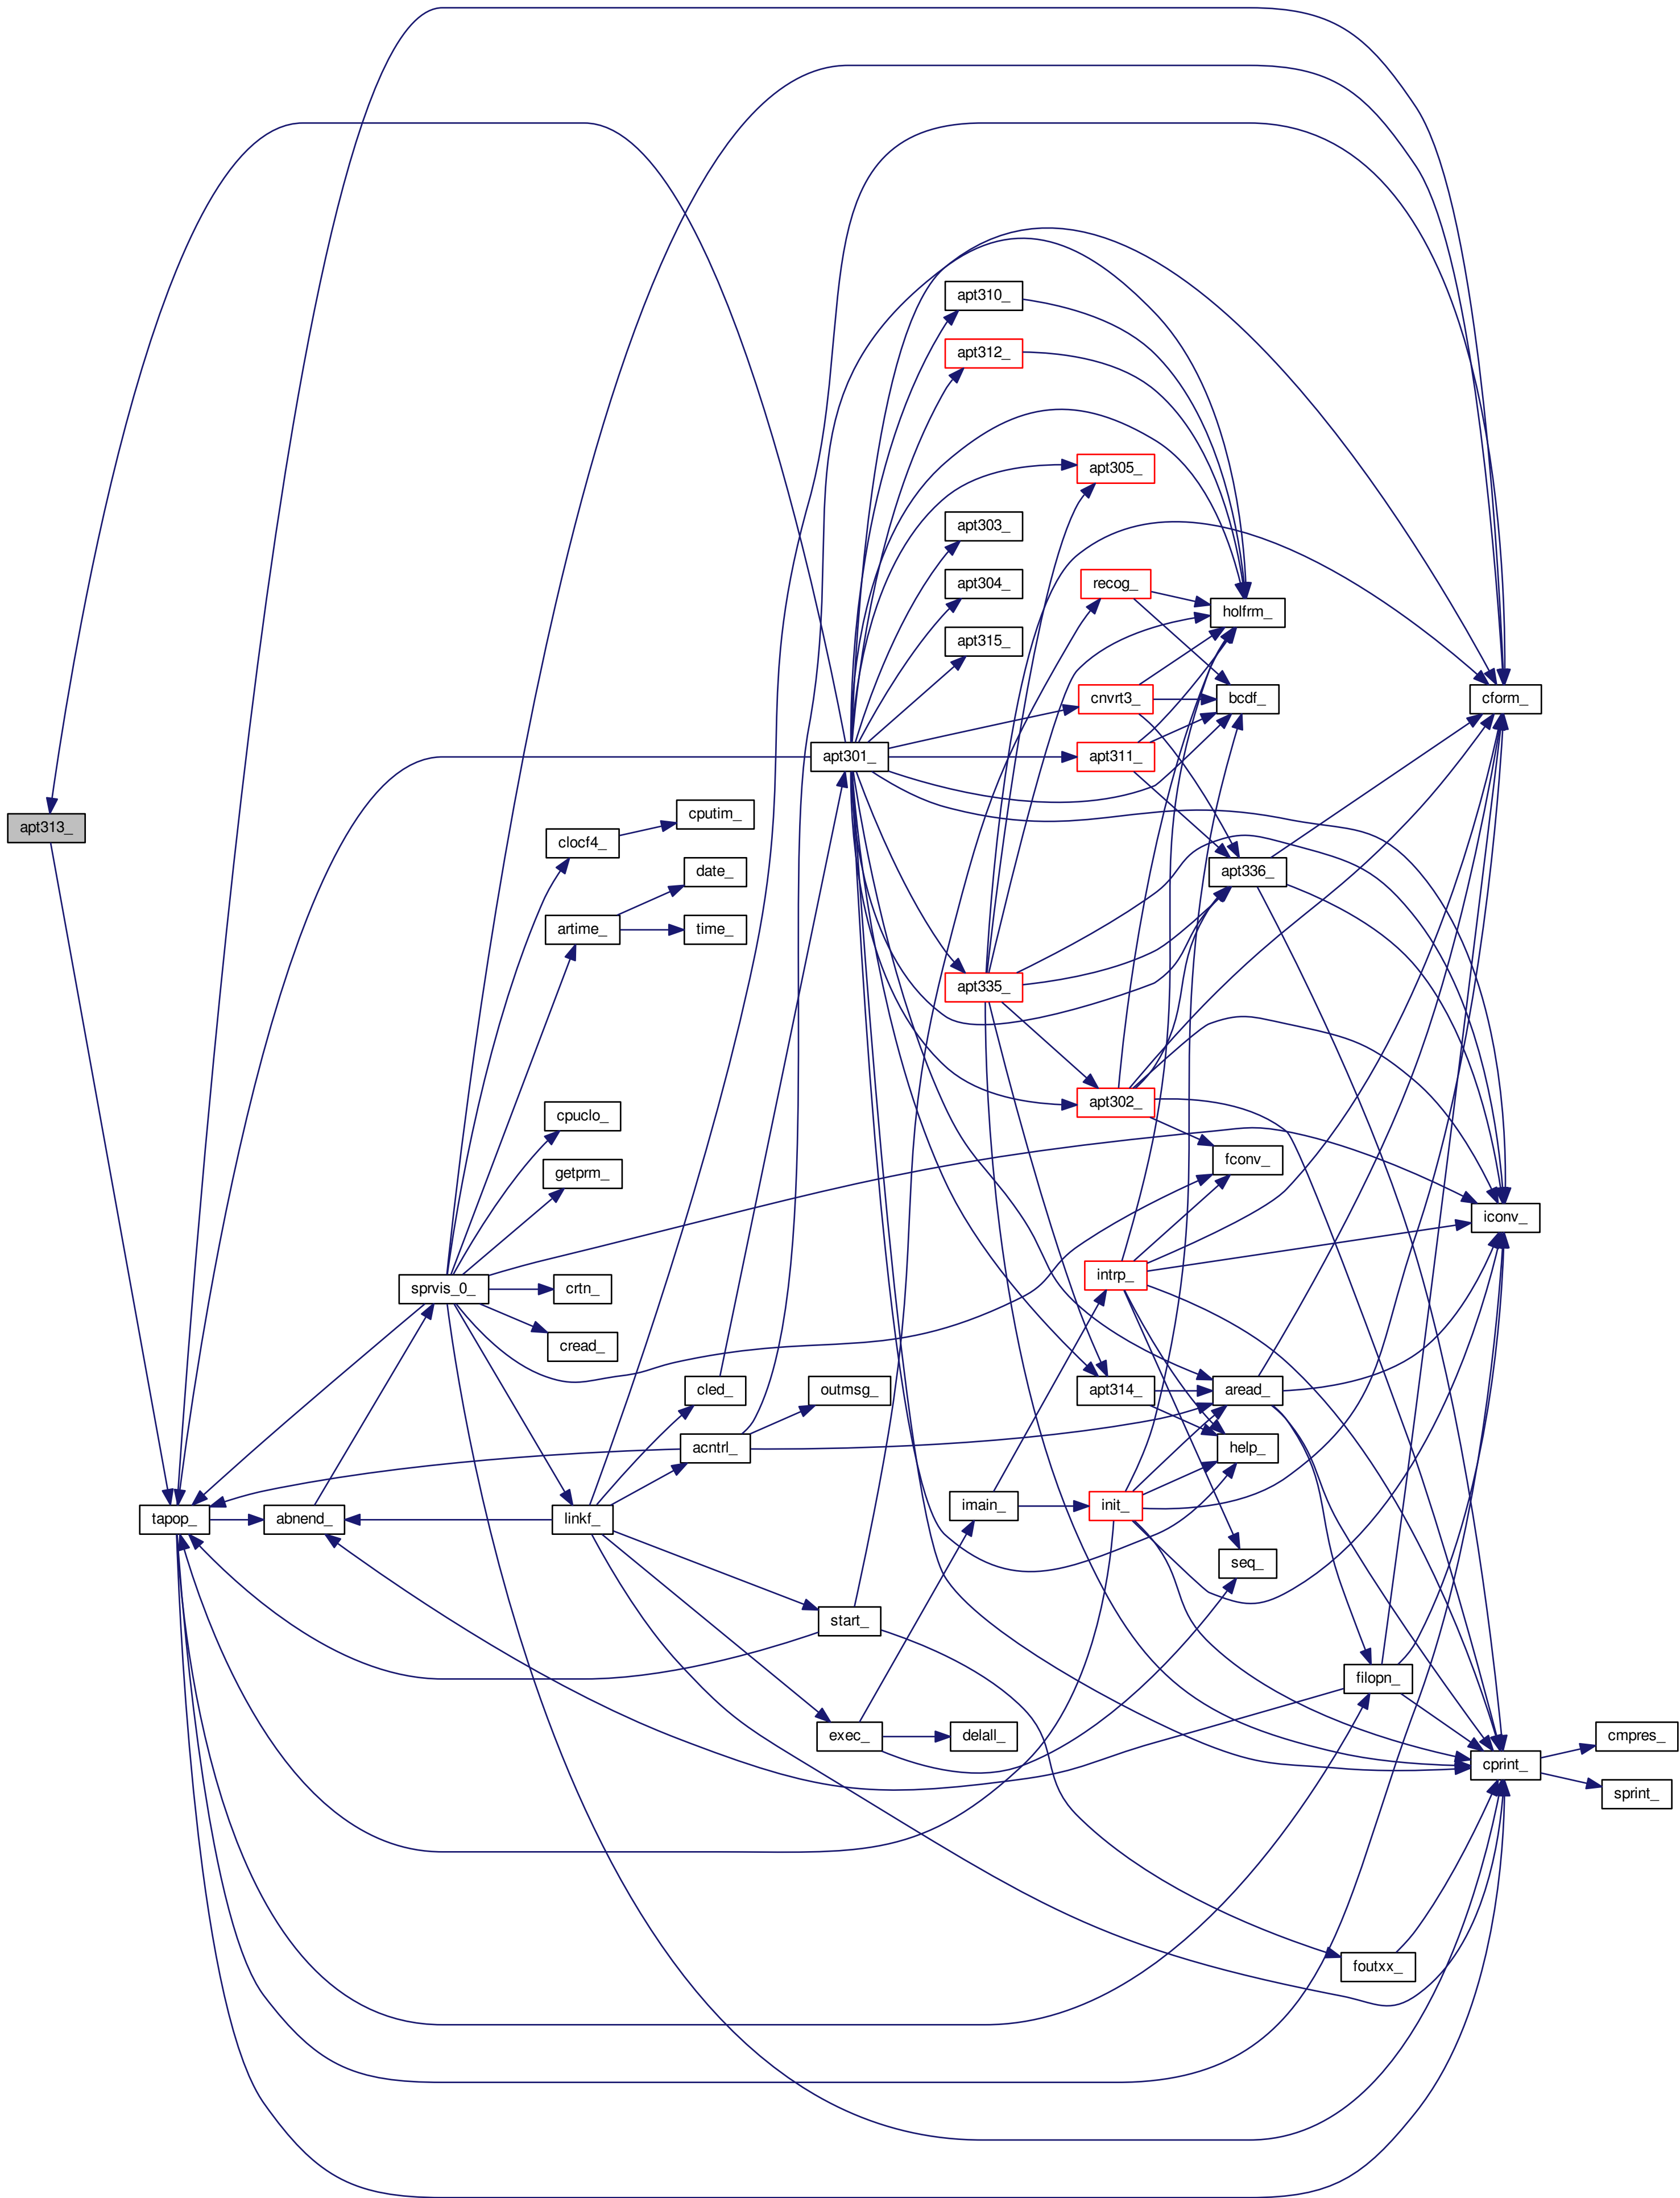 apt310_
apt312_
apt305_
apt303_
apt304_
recog_
holfrm_
apt315_
cnvrt3_
bcdf_
cform_
apt301_
apt311_
cputim_
apt313_
clocf4_
date_
apt336_
artime_
time_
apt335_
cpuclo_
apt302_
getprm_
fconv_
iconv_
sprvis_0_
crtn_
intrp_
cread_
cled_
outmsg_
apt314_
aread_
acntrl_
help_
tapop_
abnend_
linkf_
imain_
init_
seq_
start_
filopn_
exec_
delall_
cmpres_
cprint_
sprint_
foutxx_